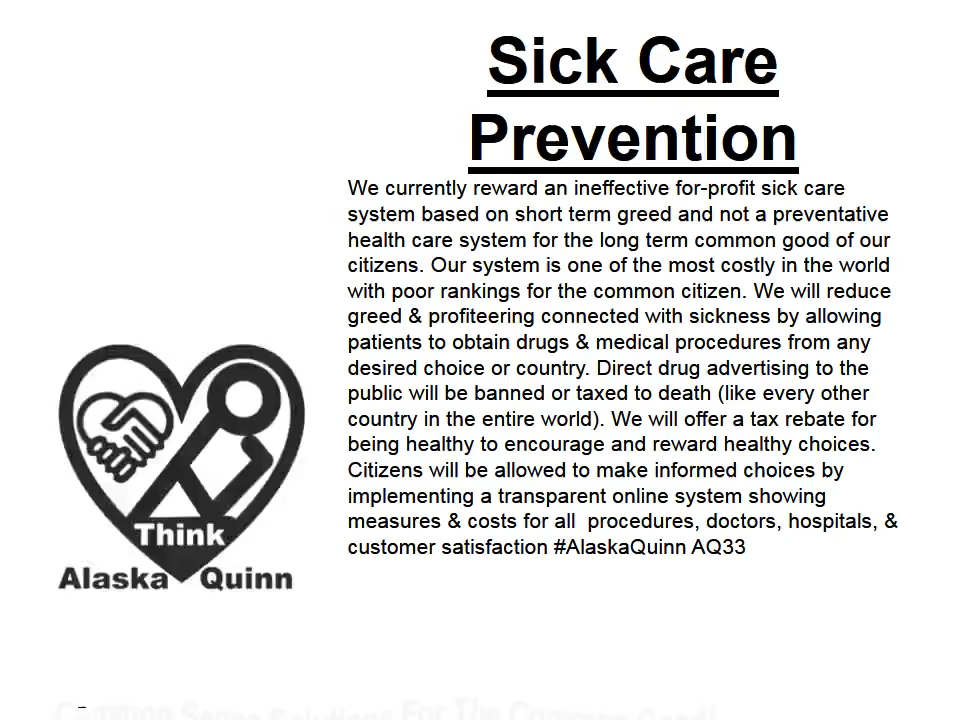 Sick Care
Prevention
We currently reward an ineffective for-profit sick care
system based on short term greed and not a preventative
health care system for the long term common good of our
citizens. Our system is one of the most costly in the world
with poor rankings for the common citizen. We will reduce
greed & profiteering connected with sickness by allowing
patients to obtain drugs & medical procedures from any
desired choice or country. Direct drug advertising to the
public will be banned or taxed to death (like every other
country in the entire world). We will offer a tax rebate for
being healthy to encourage and reward healthy choices.
Citizens will be allowed to make informed choices by
implementing a transparent online system showing
measures & costs for all  procedures, doctors, hospitals, &
customer satisfaction #AlaskaQuinn AQ33
Think
Alaska Quinn
Common Sense Solutions For The Common Good!